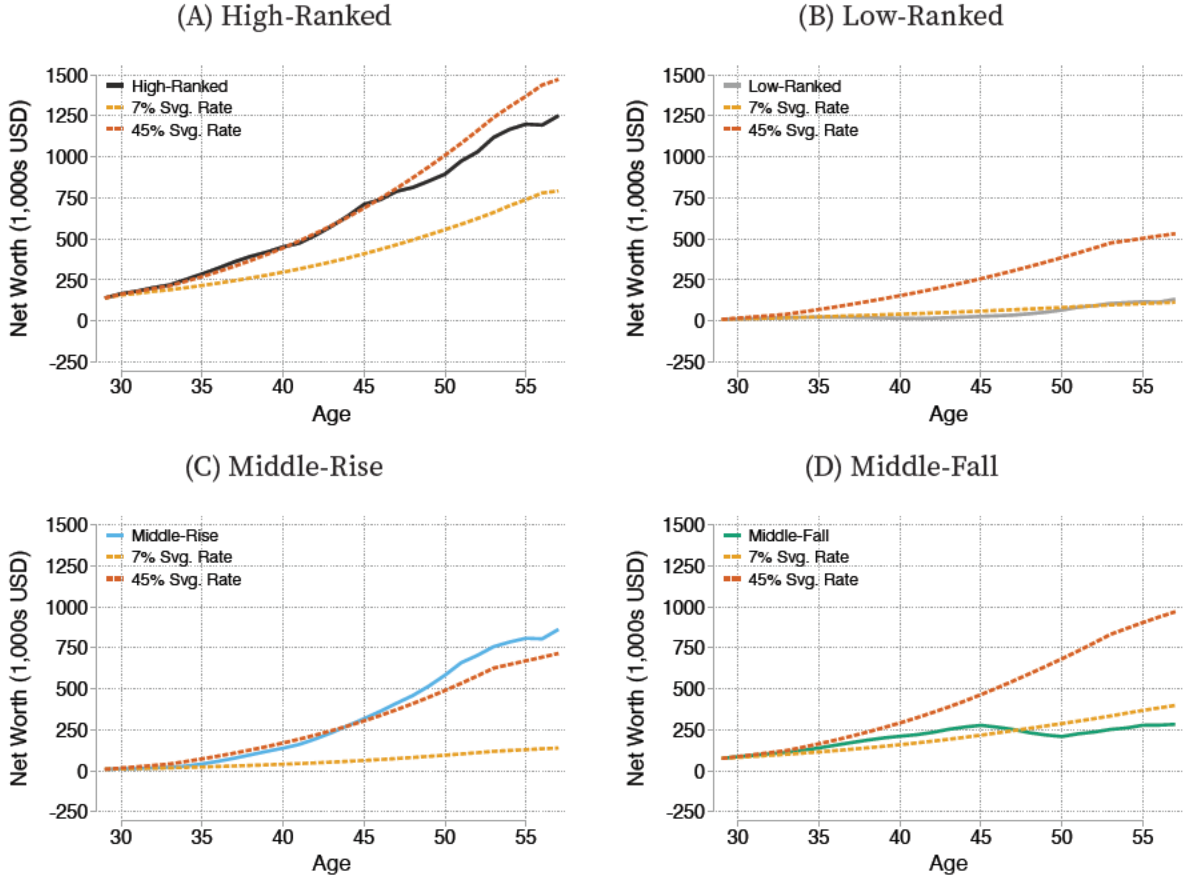 (A) High-Ranked
Net Worth (1,000s USD)
1500
1250
1000
750
500
250
0
-250
High-Ranked
7% Svg. Rate
45% Svg. Rate
30 35 40 45 50 55
Age
(B) Low-Ranked
Net Worth (1,000s USD)
1500
1250
1000
750
500
250
0
-250
Low-Ranked
7% Svg. Rate
45% Svg. Rate
30 35 40 45 50 55
Age
(C) Middle-Rise
Net Worth (1,000s USD)
1500
1250
1000
750
500
250
0
-250
Middle-Rise
7% Svg. Rate
45% Svg. Rate
30 35 40 45 50 55
Age
(D) Middle-Fall
Net Worth (1,000s USD)
1500
1250
1000
750
500
250
0
-250
Middle-Fall
7% Svg. Rate
45% Svg. Rate
30 35 40 45 50 55
Age